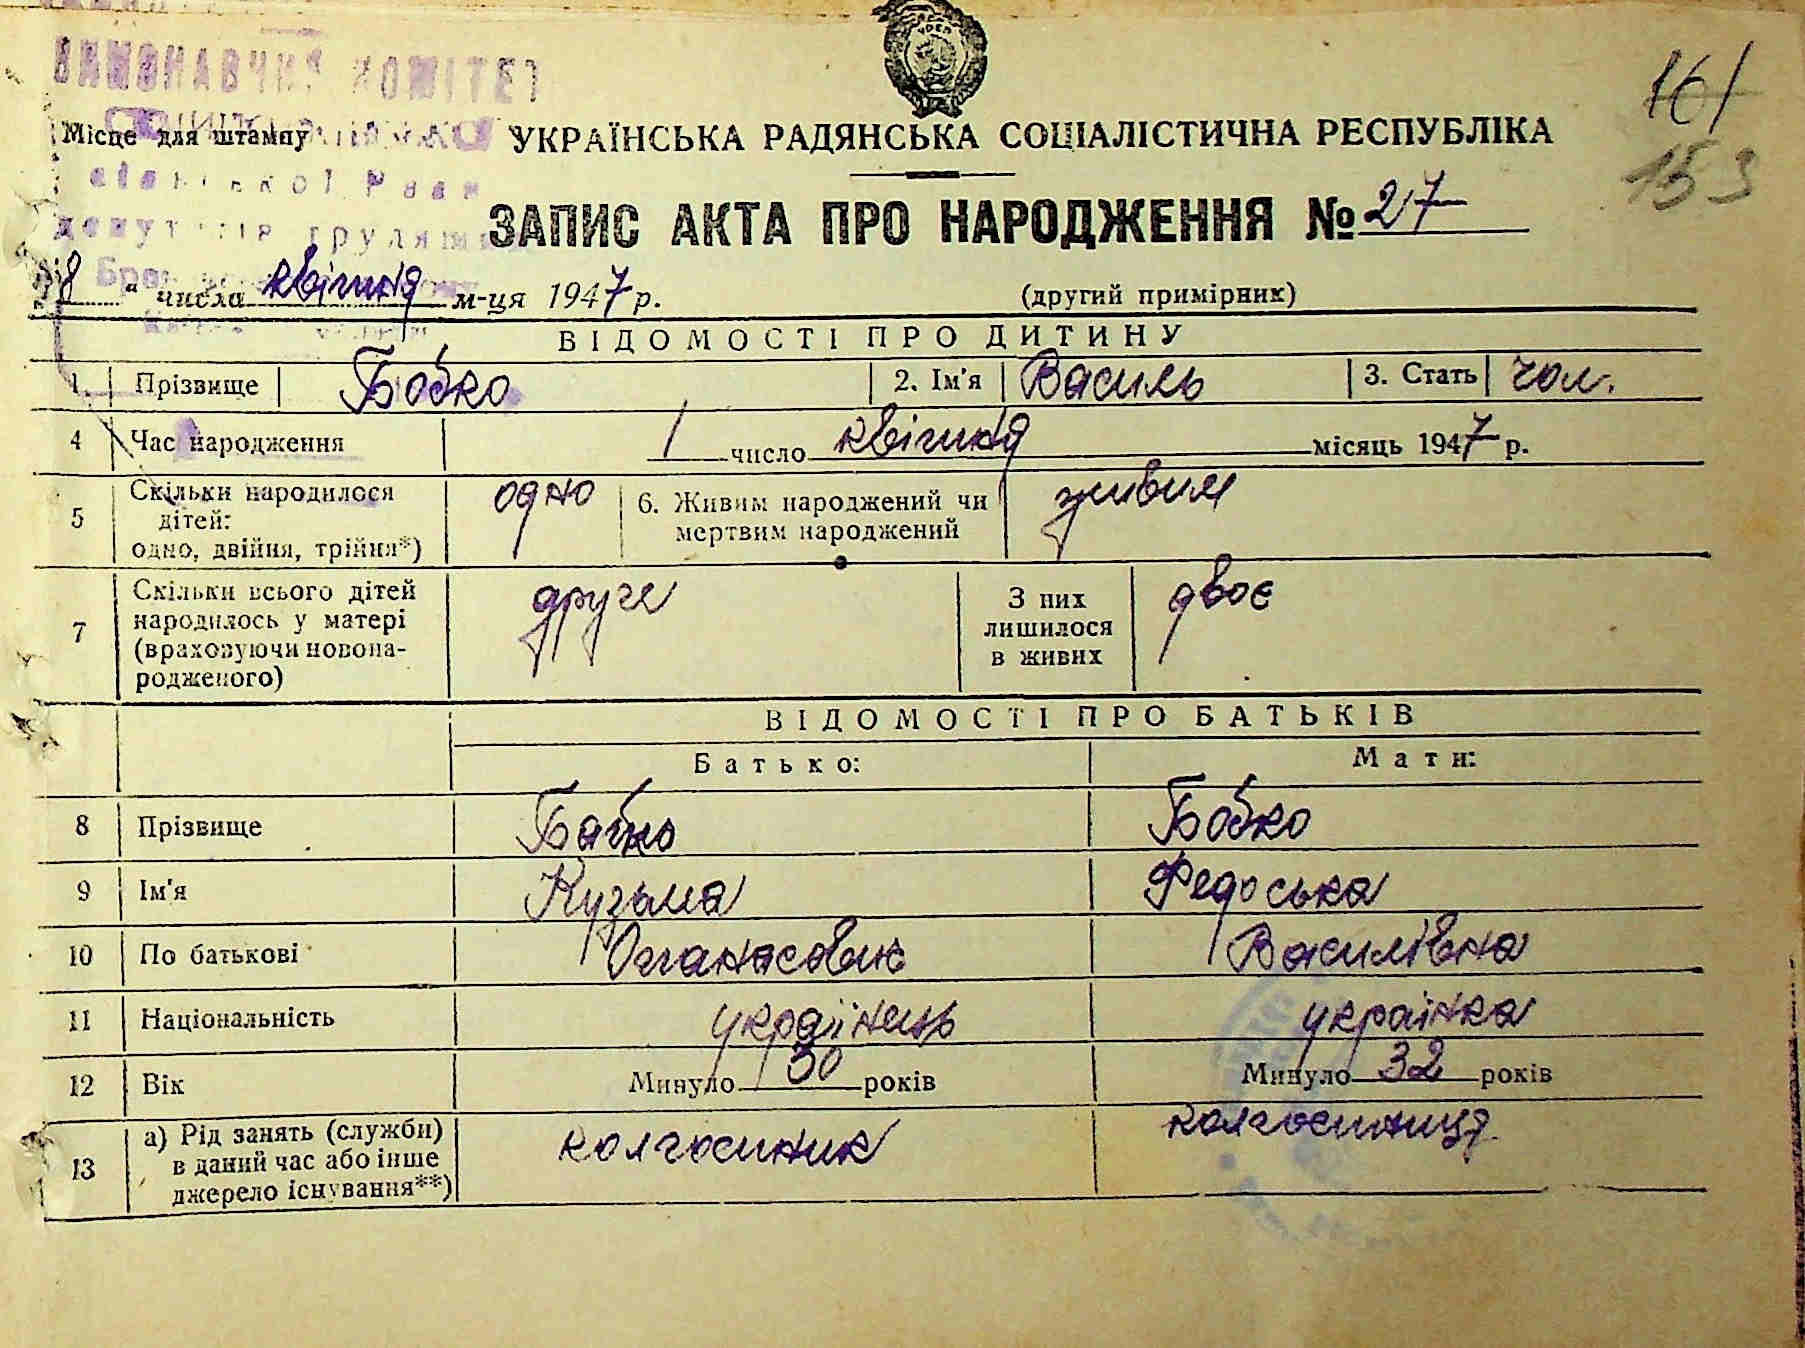 ВИКОНАВЧИЙ КОМІТЕТ
161
Місце для штампу УКРАЇНСЬКА РАДЯНСЬКА СОЦІАЛІСТИЧНА РЕСПУБЛІКА
153
депутатів трудящих
ЗАПИС АКТА ПРО НАРОДЖЕННЯ № 27
8 " числа квітня м-ця 1947 р. (другий примірник)
ВІДОМОСТІ ПРО ДИТИНУ
1. Прізвище Бобко 2. Ім'я Василь 3. Стать чол.
4 Час народження 1 число квітня місяць 1947 р.
5 Скільки народилося дітей: одно, двійня, трійня*) одно 6. Живим народжений чи мертвим народжений живим
7 Скільки всього дітей народилось у матері (враховуючи новонародженого) друге З них лишилося в живих двоє
ВІДОМОСТІ ПРО БАТЬКІВ
Батько: Мати:
8 Прізвище Бобко Бобко
9 Ім'я Кузьма Федоська
10 По батькові Опанасович Василівна
11 Національність українець українка
12 Вік Минуло 30 років Минуло 32 років
13 а) Рід занять (служби) в даний час або інше джерело існування**) колгоспник колгоспниця